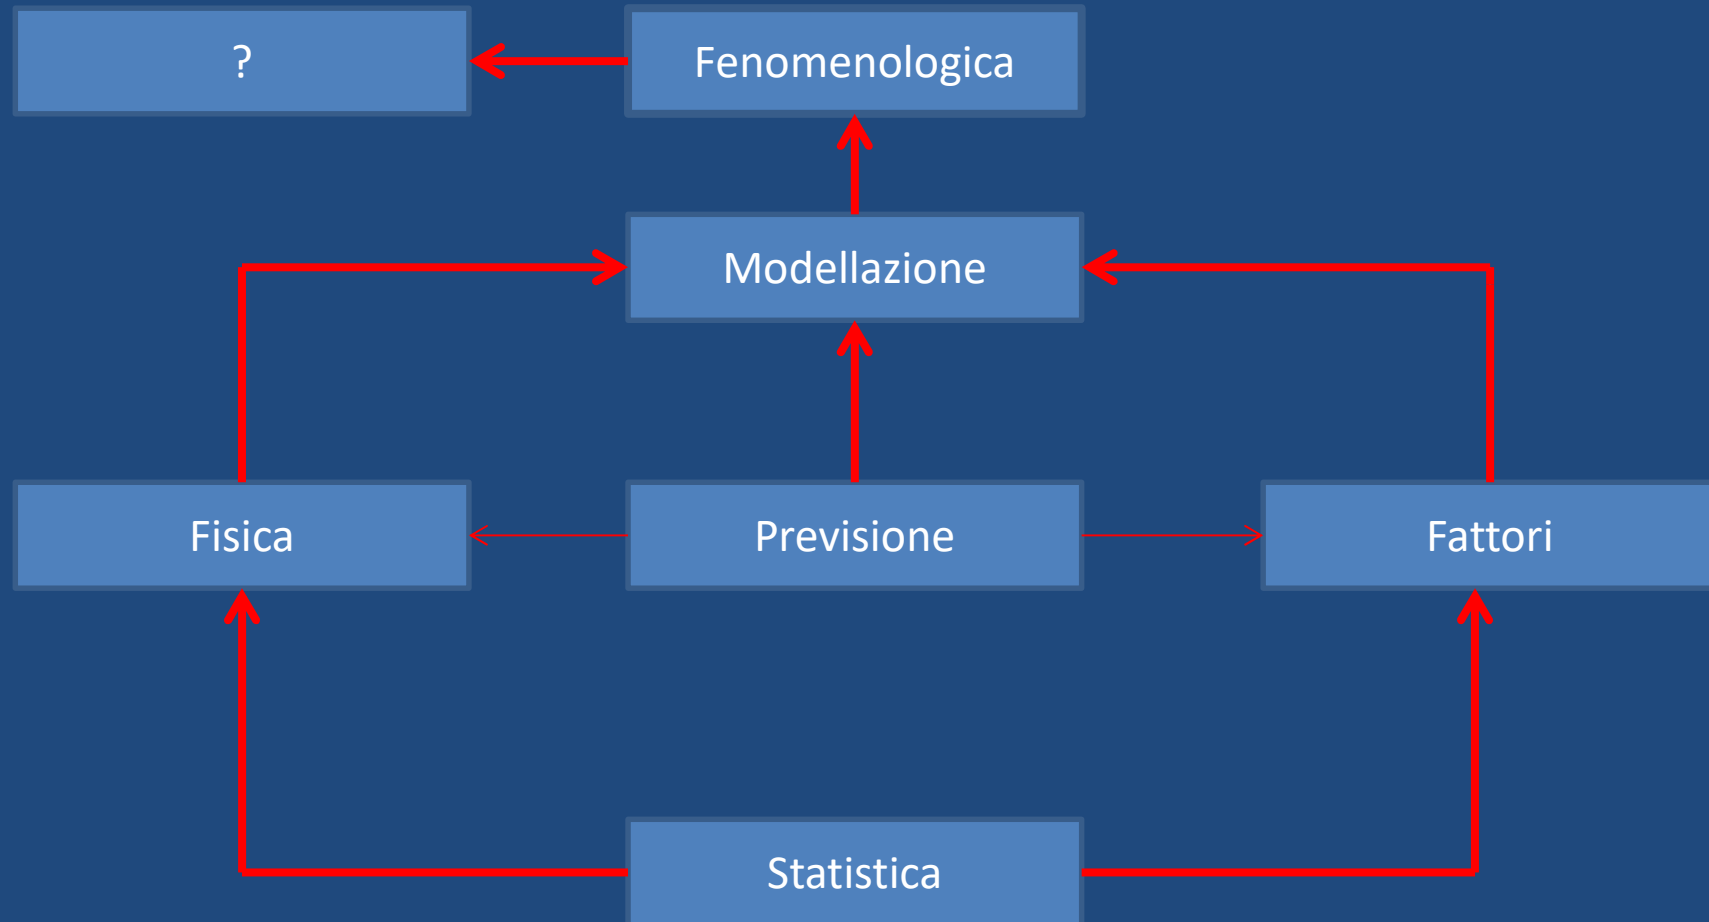 ?
Fenomenologica
Modellazione
Fisica
Previsione
Fattori
Statistica